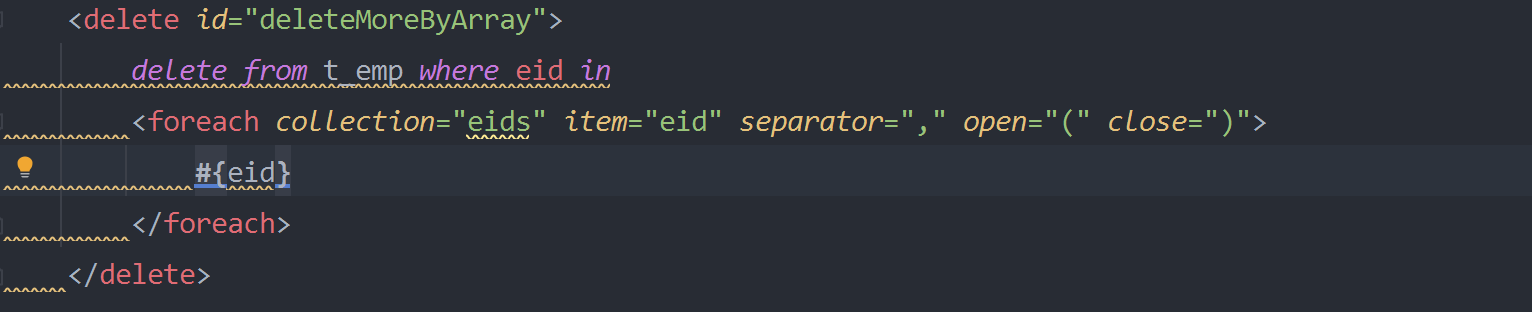 <delete id="deleteMoreByArray">
delete from t_emp where eid in
<foreach collection="eids" item="eid" separator="," open="(" close=")">
#{eid}
</foreach>
</delete>